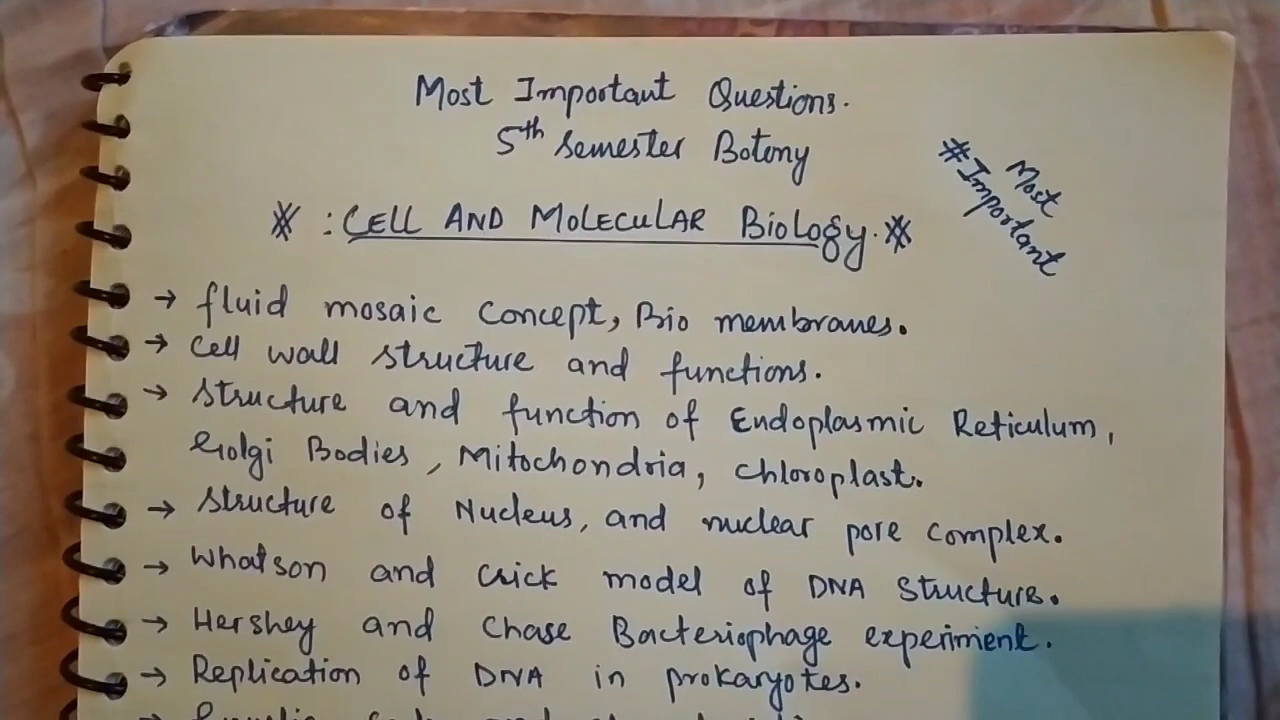 Most Important Questions.
5th Semester Botony
# Most Important
* : CELL AND MOLECULAR BIOLOGY. *
→ fluid mosaic concept, Bio membranes.
→ Cell wall structure and functions.
→ Structure and function of Endoplasmic Reticulum,
Golgi Bodies, Mitochondria, Chloroplast.
→ Structure of Nucleus, and nuclear pore complex.
→ Whatson and Crick model of DNA Structure.
→ Hershey and Chase Bacteriophage experiment.
→ Replication of DNA in prokaryotes.